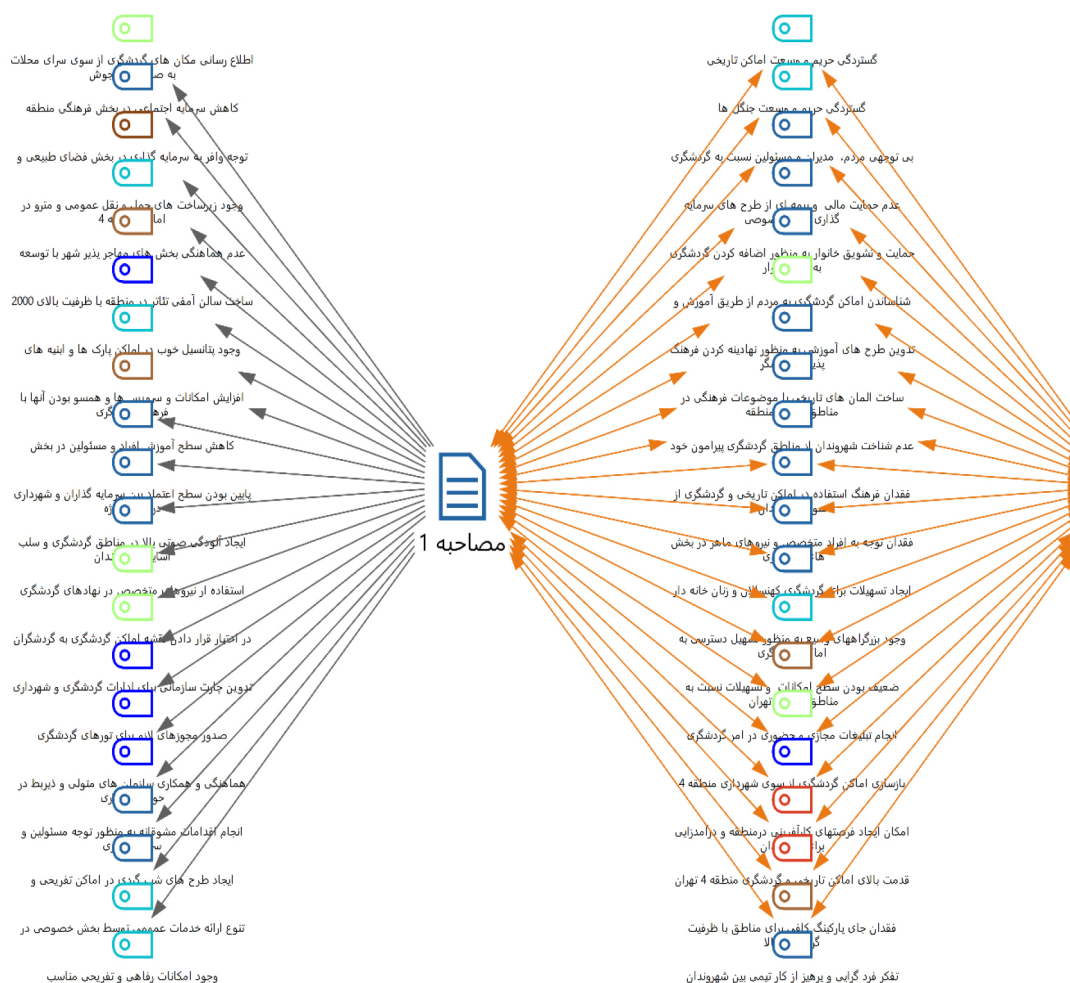 اطلاع رسانی مکان های گردشگری از سوی سرای محلات
به جوش
کاهش سرمایه اجتماعی در بخش فرهنگی منطقه
توجه وافر به سرمایه گذاری در بخش فضای طبیعی و
وجود زیرساخت های حمل و نقل عمومی و مترو در
4
عدم هماهنگی بخش های مهاجر پذیر شهر با توسعه
ساخت سالن آمفی تئاتر در منطقه با ظرفیت بالای 2000
وجود پتانسیل خوب در اماکن پارک ها و ابنیه های
افزایش امکانات و سرویس ها و همسو بودن آنها با
کاهش سطح آموزش افراد و مسئولین در بخش
پایین بودن سطح اعتماد بین سرمایه گذاران و شهرداری
ایجاد آلودگی صوتی بالا در مناطق گردشگری و سلب
استفاده از نیروهای متخصص در نهادهای گردشگری
در اختیار قرار دادن نقشه اماکن گردشگری به گردشگران
تدوین چارت سازمانی برای ادارات گردشگری و شهرداری
صدور مجوزهای لازم برای تورهای گردشگری
هماهنگی و همکاری سازمان های متولی و ذیربط در
انجام اقدامات مشوقانه به منظور توجه مسئولین و
ایجاد طرح های شب گردی در اماکن تفریحی و
تنوع ارائه خدمات عمومی توسط بخش خصوصی در
وجود امکانات رفاهی و تفریحی مناسب
مصاحبه 1
گستردگی حریم و وسعت اماکن تاریخی
گستردگی حریم و وسعت جنگل ها
بی توجهی مردم، مدیران و مسئولین نسبت به گردشگری
عدم حمایت مالی و بیمه ای از طرح های سرمایه
گذاری
حمایت و تشویق خانوار به منظور اضافه کردن گردشگری
به
شناساندن اماکن گردشگری به مردم از طریق آموزش و
تدوین طرح های آموزشی به منظور نهادینه کردن فرهنگ
ساخت المان های تاریخی با موضوعات فرهنگی در
مناطق منطقه
عدم شناخت شهروندان از مناطق گردشگری پیرامون خود
فقدان فرهنگ استفاده در اماکن تاریخی و گردشگری از
فقدان توجه به افراد متخصص و نیروهای ماهر در بخش
ایجاد تسهیلات برای گردشگری کهنسالان و زنان خانه دار
وجود بزرگراههای وسیع به منظور تسهیل دسترسی به
ضعیف بودن سطح امکانات و تسهیلات نسبت به
مناطق تهران
انجام تبلیغات مجازی و حضوری در امر گردشگری
بازسازی اماکن گردشگری از سوی شهرداری منطقه 4
امکان ایجاد فرصتهای کارآفرینی درمنطقه و درآمدزایی
قدمت بالای اماکن تاریخی و گردشگری منطقه 4 تهران
فقدان جای پارکینگ کافی برای مناطق با ظرفیت
تفکر فرد گرایی و پرهیز از کار تیمی بین شهروندان